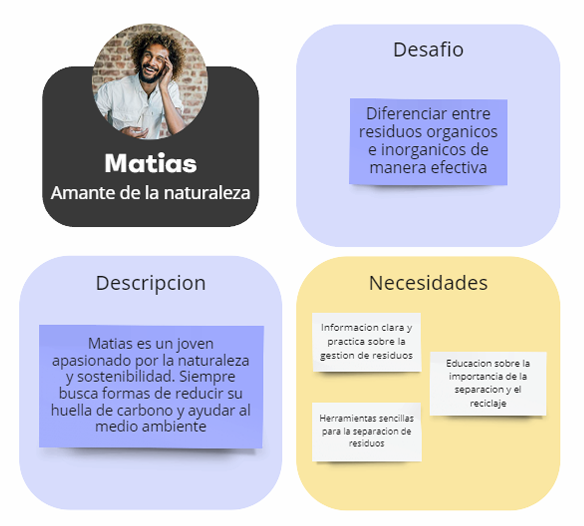 Matias
Amante de la naturaleza
Desafio
Diferenciar entre
residuos organicos
e inorganicos de
manera efectiva
Descripcion
Matias es un joven
apasionado por la naturaleza
y sostenibilidad. Siempre
busca formas de reducir su
huella de carbono y ayudar al
medio ambiente
Necesidades
Informacion clara y
practica sobre la
gestion de residuos
Educacion sobre la
importancia de la
separacion y el
reciclaje
Herramientas sencillas
para la separacion de
residuos